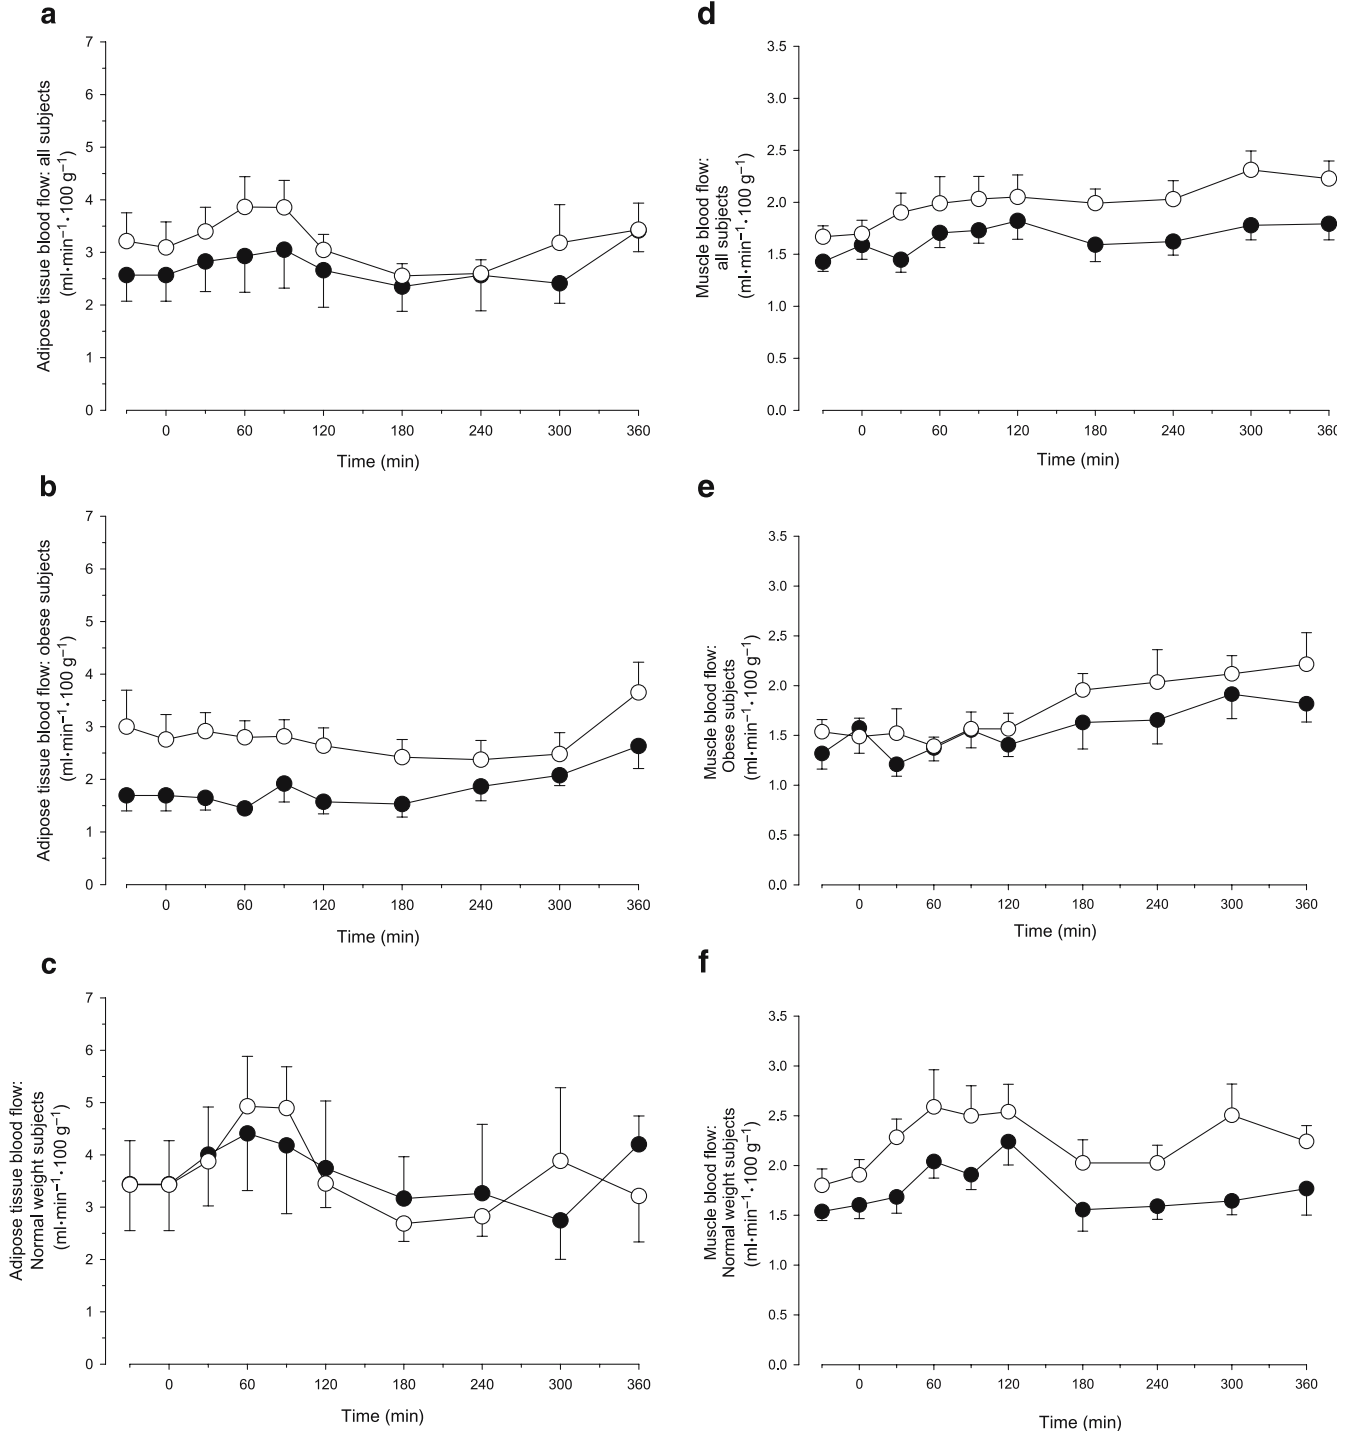 a
Adipose tissue blood flow: all subjects
(ml·min⁻¹·100 g⁻¹)
7
6
5
4
3
2
1
0
0 60 120 180 240 300 360
Time (min)
d
Muscle blood flow:
all subjects
(ml·min⁻¹·100 g⁻¹)
3.5
3.0
2.5
2.0
1.5
1.0
0.5
0.0
0 60 120 180 240 300 360
Time (min)
b
Adipose tissue blood flow: obese subjects
(ml·min⁻¹·100 g⁻¹)
7
6
5
4
3
2
1
0
0 60 120 180 240 300 360
Time (min)
e
Muscle blood flow:
Obese subjects
(ml·min⁻¹·100 g⁻¹)
3.5
3.0
2.5
2.0
1.5
1.0
0.5
0.0
0 60 120 180 240 300 360
Time (min)
c
Adipose tissue blood flow:
Normal weight subjects
(ml·min⁻¹·100 g⁻¹)
7
6
5
4
3
2
1
0
0 60 120 180 240 300 360
Time (min)
f
Muscle blood flow:
Normal weight subjects
(ml·min⁻¹·100 g⁻¹)
3.5
3.0
2.5
2.0
1.5
1.0
0.5
0.0
0 60 120 180 240 300 360
Time (min)